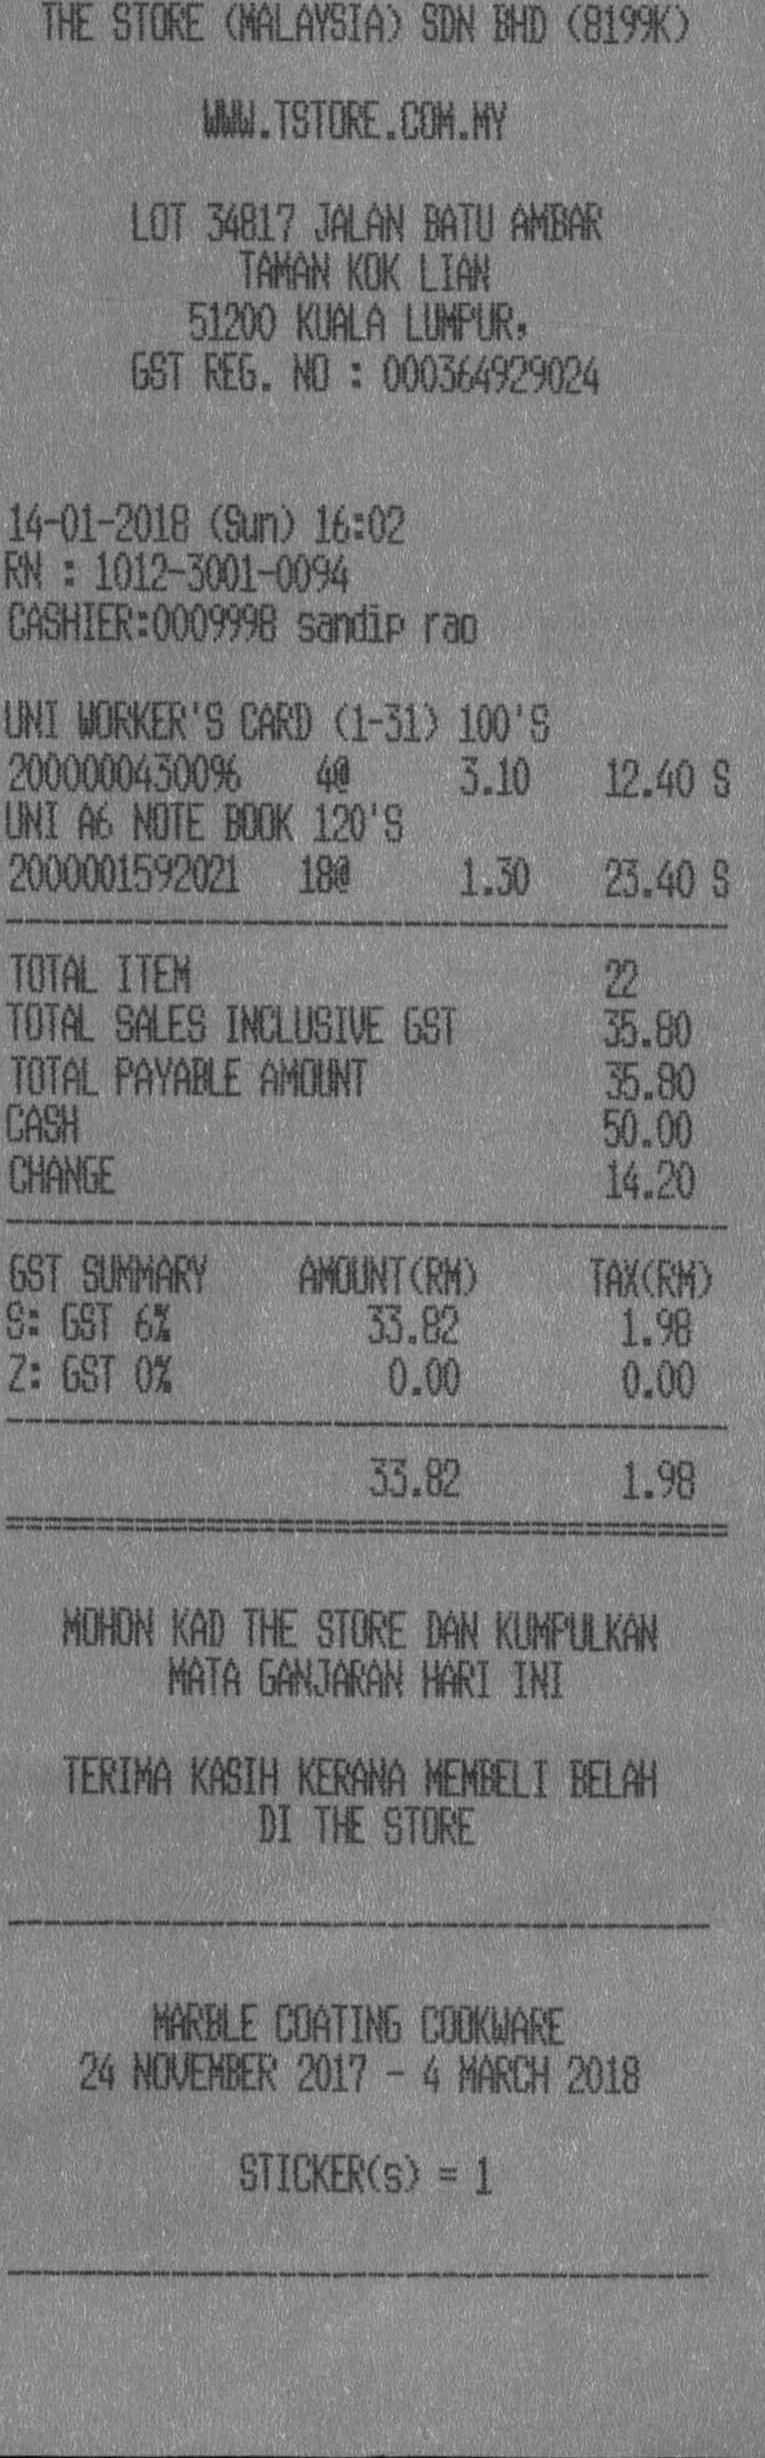 THE STORE (MALAYSIA) SDN BHD (8199K)
WWW.TSTORE.COM.MY
LOT 34817 JALAN BATU AMBAR
TAMAN KOK LIAN
51200 KUALA LUMPUR,
GST REG. NO : 000364929024
14-01-2018 (Sun) 16:02
RN : 1012-3001-0094
CASHIER:0009998 sandip rao
UNI WORKER'S CARD (1-31) 100'S
2000000430096 4@ 3.10 12.40 S
UNI A6 NOTE BOOK 120'S
2000001592021 18@ 1.30 23.40 S
TOTAL ITEM 22
TOTAL SALES INCLUSIVE GST 35.80
TOTAL PAYABLE AMOUNT 35.80
CASH 50.00
CHANGE 14.20
GST SUMMARY AMOUNT(RM) TAX(RM)
S: GST 6% 33.82 1.98
Z: GST 0% 0.00 0.00
33.82 1.98
MOHON KAD THE STORE DAN KUMPULKAN
MATA GANJARAN HARI INI
TERIMA KASIH KERANA MEMBELI BELAH
DI THE STORE
MARBLE COATING COOKWARE
24 NOVEMBER 2017 - 4 MARCH 2018
STICKER(s) = 1